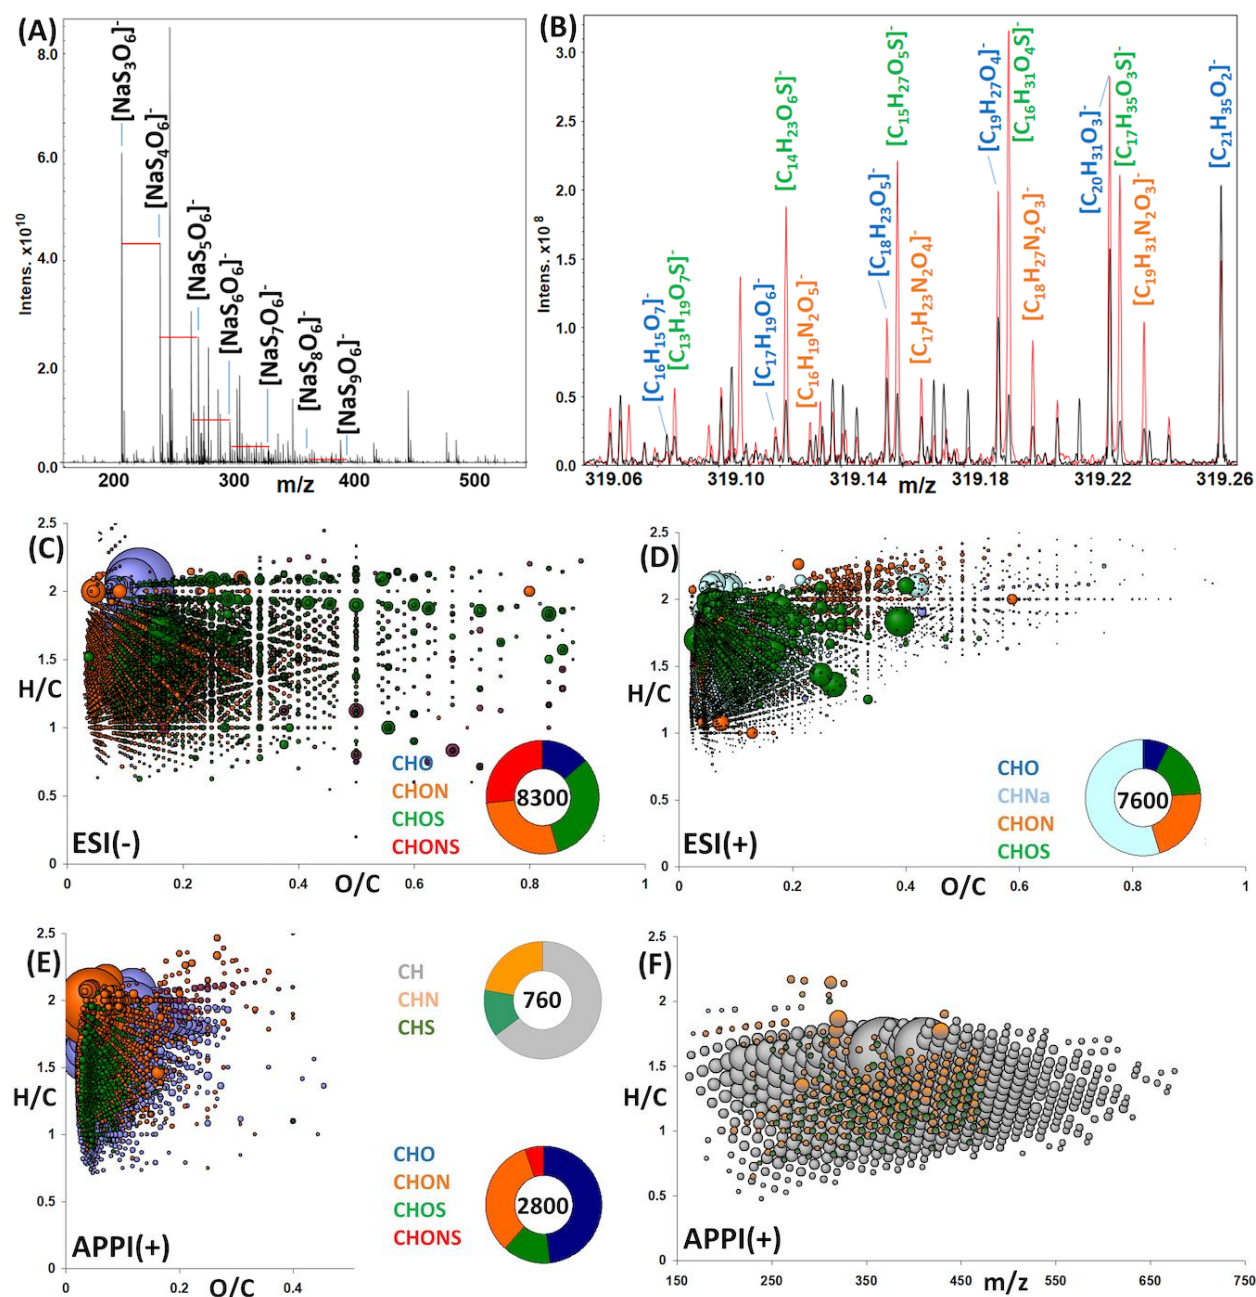 (A)
8.0
6.0
4.0
2.0
0.0
Intens. x10¹⁰
[NaS₃O₆]⁻
[NaS₄O₆]⁻
[NaS₅O₆]⁻
[NaS₆O₆]⁻
[NaS₇O₆]⁻
[NaS₈O₆]⁻
[NaS₉O₆]⁻
200
300
400
500
m/z
(B)
3.0
2.5
2.0
1.5
1.0
0.5
0.0
Intens. x10⁸
[C₁₆H₁₅O₇]⁻
[C₁₃H₁₉O₇S]⁻
[C₁₇H₁₉O₆]⁻
[C₁₄H₂₃O₆S]⁻
[C₁₆H₁₉N₂O₅]⁻
[C₁₈H₂₃O₅]⁻
[C₁₅H₂₇O₅S]⁻
[C₁₇H₂₃N₂O₄]⁻
[C₁₉H₂₇O₄]⁻
[C₁₆H₃₁O₄S]⁻
[C₁₈H₂₇N₂O₃]⁻
[C₂₀H₃₁O₃]⁻
[C₁₇H₃₅O₃S]⁻
[C₁₉H₃₁N₂O₃]⁻
[C₂₁H₃₅O₂]⁻
319.06
319.10
319.14
319.18
319.22
319.26
m/z
(C)
2.5
2
1.5
H/C
1
0.5
0
CHO
CHON
CHOS
CHONS
8300
ESI(-)
0
0.2
0.4
0.6
0.8
1
O/C
(D)
2.5
2
1.5
H/C
1
0.5
0
CHO
CHNa
CHON
CHOS
7600
ESI(+)
0
0.2
0.4
0.6
0.8
1
O/C
(E)
2.5
2
1.5
H/C
1
0.5
0
APPI(+)
0
0.2
0.4
O/C
CH
CHN
CHS
760
CHO
CHON
CHOS
CHONS
2800
(F)
2.5
2
1.5
H/C
1
0.5
0
APPI(+)
150
250
350
450
550
650
750
m/z